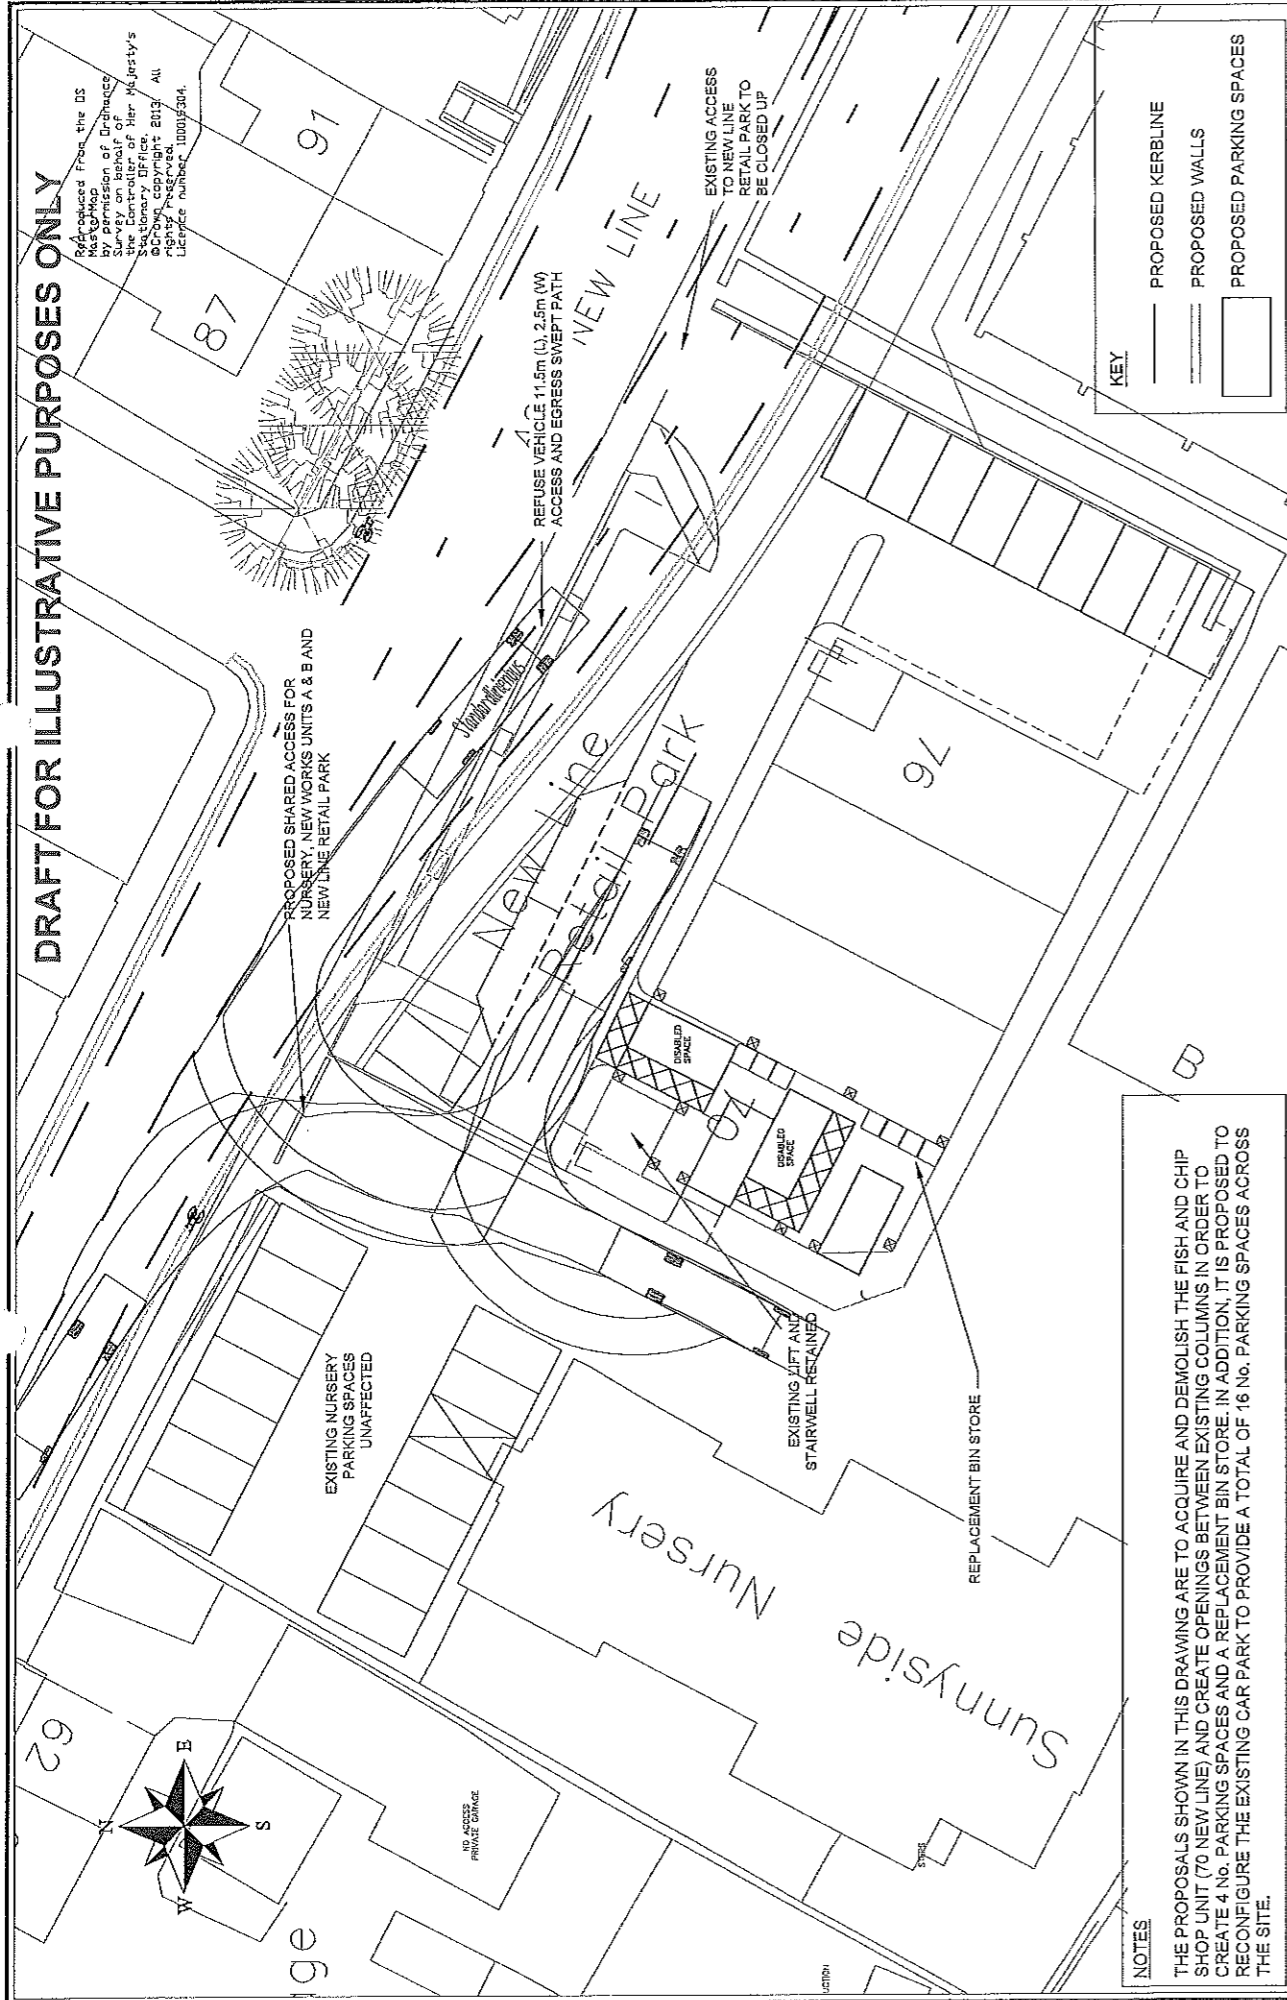 DRAFT FOR ILLUSTRATIVE PURPOSES ONLY
Reproduced from the OS
MasterMap
by permission of Ordnance
Survey on behalf of
the Controller of Her Majesty's
Stationary Office.
©Crown copyright 2013. All
rights reserved.
Licence number 100019304.
91
87
62
N
E
S
W
PROPOSED SHARED ACCESS FOR
NURSERY, NEW WORKS UNITS A & B AND
NEW LINE RETAIL PARK
REFUSE VEHICLE 11.5m (L), 2.5m (W)
ACCESS AND EGRESS SWEPT PATH
NEW LINE
EXISTING ACCESS
TO NEW LINE
RETAIL PARK TO
BE CLOSED UP
New Line
Retail Park
EXISTING NURSERY
PARKING SPACES
UNAFFECTED
DISABLED
SPACE
70
DISABLED
SPACE
76
B
EXISTING LIFT AND
STAIRWELL RETAINED
REPLACEMENT BIN STORE
Sunnyside
Nursery
NO ACCESS
PRIVATE GARAGE
STEPS
ge
KEY
PROPOSED KERBLINE
PROPOSED WALLS
PROPOSED PARKING SPACES
NOTES
THE PROPOSALS SHOWN IN THIS DRAWING ARE TO ACQUIRE AND DEMOLISH THE FISH AND CHIP
SHOP UNIT (70 NEW LINE) AND CREATE OPENINGS BETWEEN EXISTING COLUMNS IN ORDER TO
CREATE 4 No. PARKING SPACES AND A REPLACEMENT BIN STORE. IN ADDITION, IT IS PROPOSED TO
RECONFIGURE THE EXISTING CAR PARK TO PROVIDE A TOTAL OF 16 No. PARKING SPACES ACROSS
THE SITE.